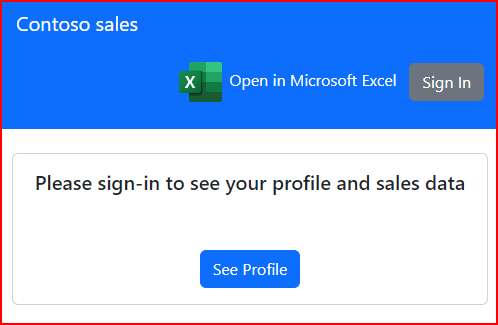 Contoso sales
X Open in Microsoft Excel Sign In
Please sign-in to see your profile and sales data
See Profile